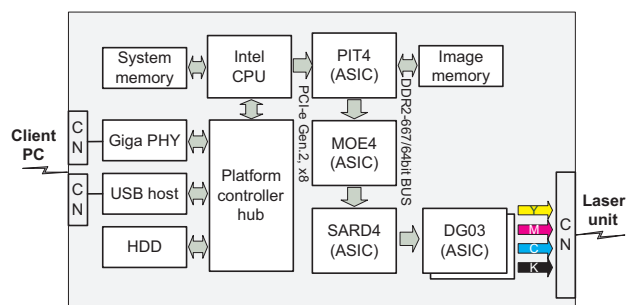 System
memory
Intel
CPU
PIT4
(ASIC)
Image
memory
PCI-e Gen.2, x8
DDR2-667/64bit BUS
Client
PC
C
N
Giga PHY
MOE4
(ASIC)
Platform
controller
hub
C
N
USB host
HDD
SARD4
(ASIC)
DG03
(ASIC)
Y
M
C
K
C
N
Laser
unit